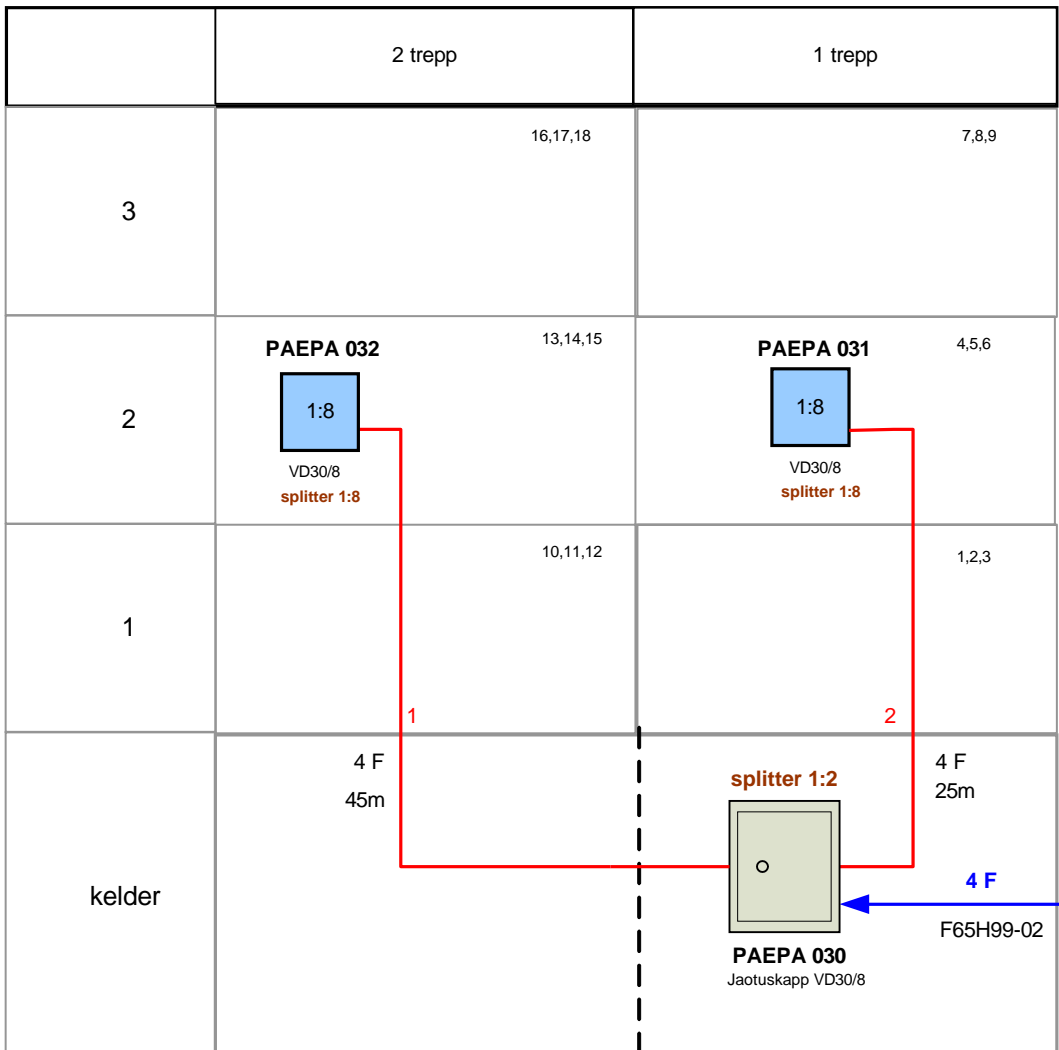 2 trepp
1 trepp
16,17,18
7,8,9
3
13,14,15
4,5,6
PAEPA 032
PAEPA 031
1:8
1:8
2
VD30/8
VD30/8
splitter 1:8
splitter 1:8
10,11,12
1,2,3
1
1
2
4 F
4 F
45m
25m
splitter 1:2
kelder
4 F
F65H99-02
PAEPA 030
Jaotuskapp VD30/8